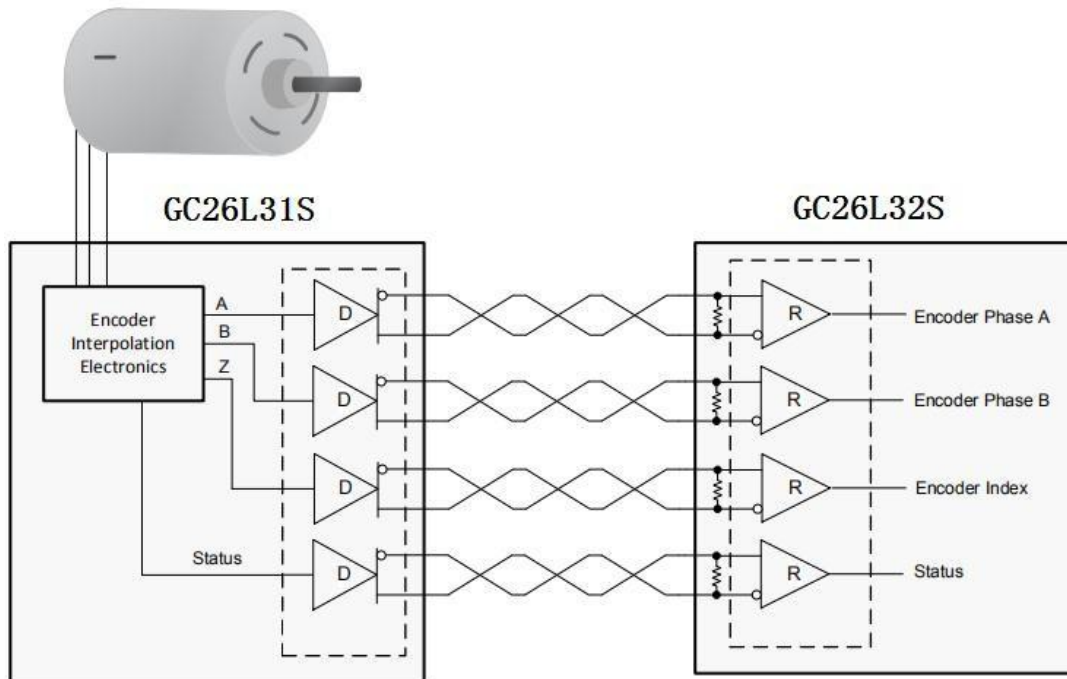 GC26L31S
GC26L32S
Encoder
Interpolation
Electronics
A
B
Z
Status
D
D
D
D
R
R
R
R
Encoder Phase A
Encoder Phase B
Encoder Index
Status